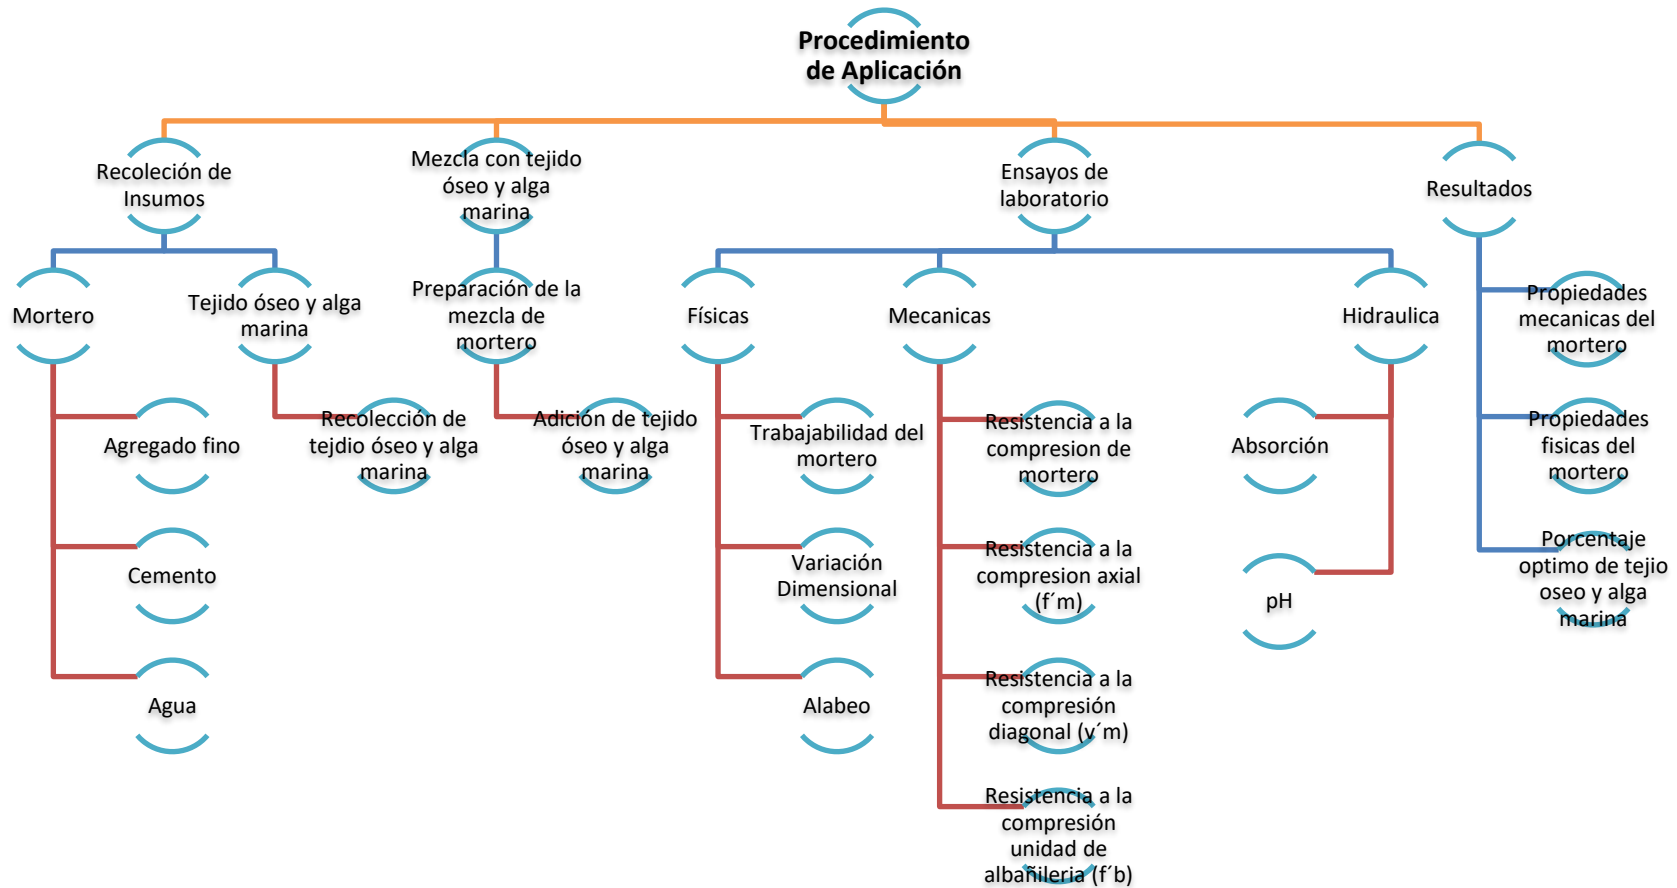 Procedimiento
de Aplicación
Recoleción de
Insumos
Mezcla con tejido
óseo y alga
marina
Ensayos de
laboratorio
Resultados
Mortero
Tejido óseo y alga
marina
Preparación de la
mezcla de
mortero
Físicas
Mecanicas
Hidraulica
Propiedades
mecanicas del
mortero
Agregado fino
Recolección de
tejdio óseo y alga
marina
Adición de tejido
óseo y alga
marina
Trabajabilidad del
mortero
Resistencia a la
compresion de
mortero
Absorción
Propiedades
fisicas del
mortero
Cemento
Variación
Dimensional
Resistencia a la
compresion axial
(f´m)
pH
Porcentaje
optimo de tejio
oseo y alga
marina
Agua
Alabeo
Resistencia a la
compresión
diagonal (v´m)
Resistencia a la
compresión
unidad de
albañileria (f´b)